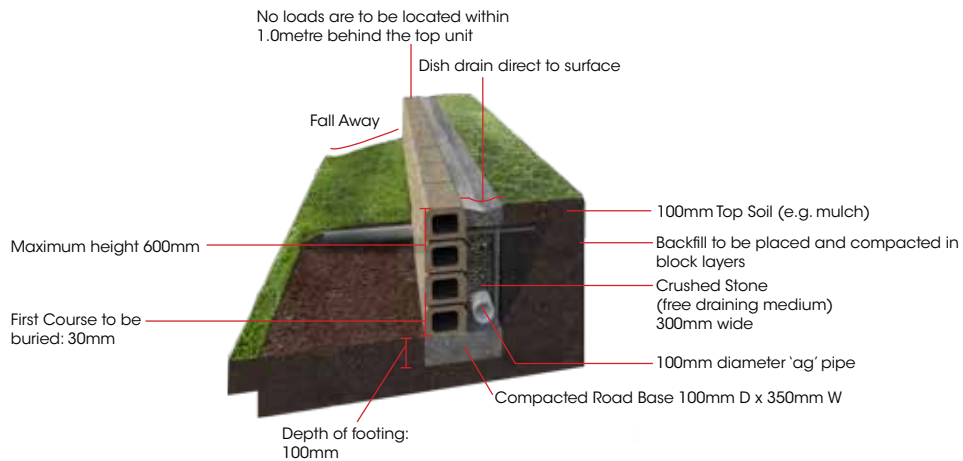 No loads are to be located within
1.0metre behind the top unit
Dish drain direct to surface
Fall Away
100mm Top Soil (e.g. mulch)
Maximum height 600mm
Backfill to be placed and compacted in
block layers
Crushed Stone
(free draining medium)
300mm wide
First Course to be
buried: 30mm
100mm diameter ‘ag’ pipe
Compacted Road Base 100mm D x 350mm W
Depth of footing:
100mm